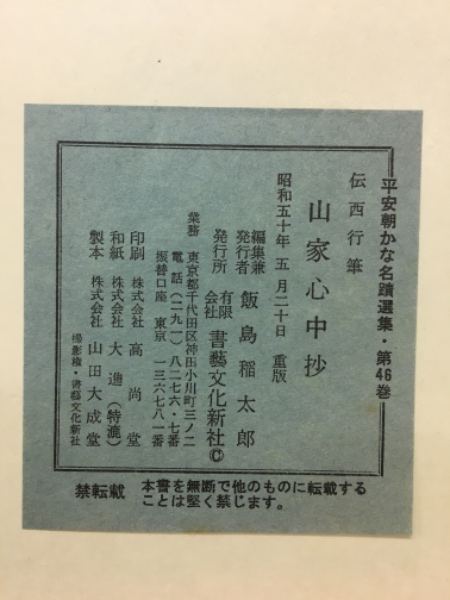 平安朝かな名蹟選集・第46巻
伝西行筆
山家心中抄
昭和五十年 五月二十日 重版
編集兼発行者 飯島稲太郎
発行所 有限会社 書藝文化新社©
業務 東京都千代田区神田小川町三ノ二
電話(二九一)八二七六・七番
振替口座 東京 一三六七八一番
印刷 株式会社 高尚堂
和紙 株式会社 大進(特漉)
製本 株式会社 山田大成堂
撮影権・書藝文化新社
禁転載 本書を無断で他のものに転載する
ことは堅く禁じます。